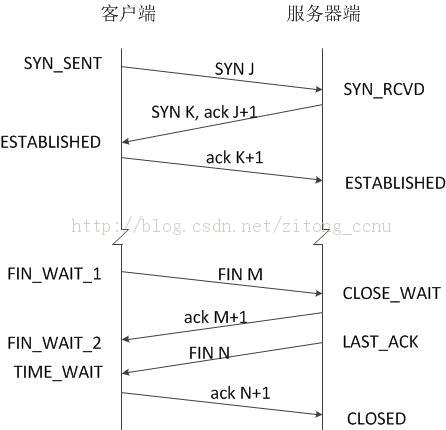 客户端 服务器端
SYN_SENT
SYN J
SYN_RCVD
SYN K, ack J+1
ESTABLISHED
ack K+1
ESTABLISHED
http://blog.csdn.net/zitong_ccnu
FIN_WAIT_1
FIN M
CLOSE_WAIT
ack M+1
FIN_WAIT_2
LAST_ACK
FIN N
TIME_WAIT
ack N+1
CLOSED